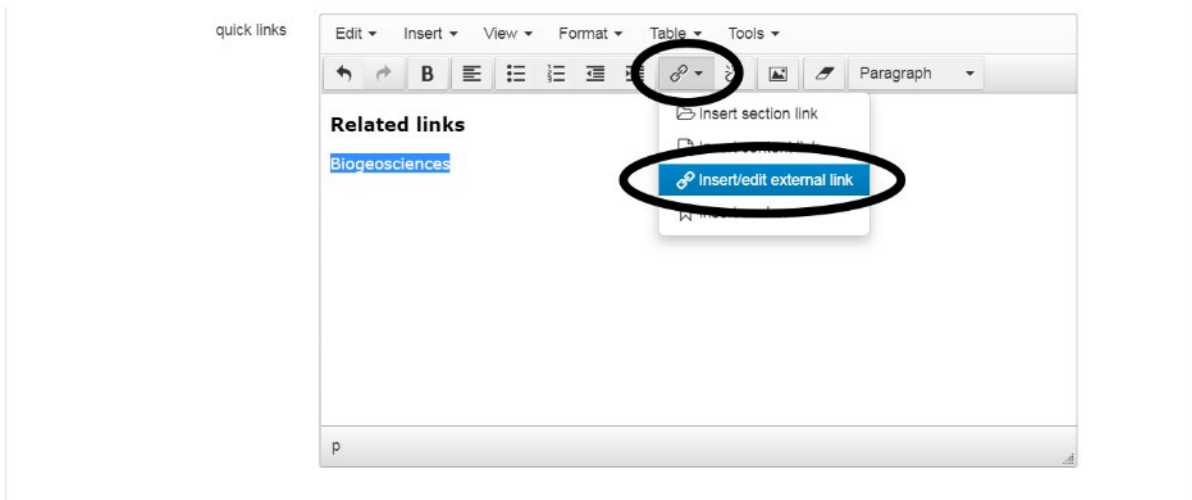 quick links
Edit Insert View Format Table Tools
B Paragraph
Related links
Insert section link
Biogeosciences
Insert/edit external link
p